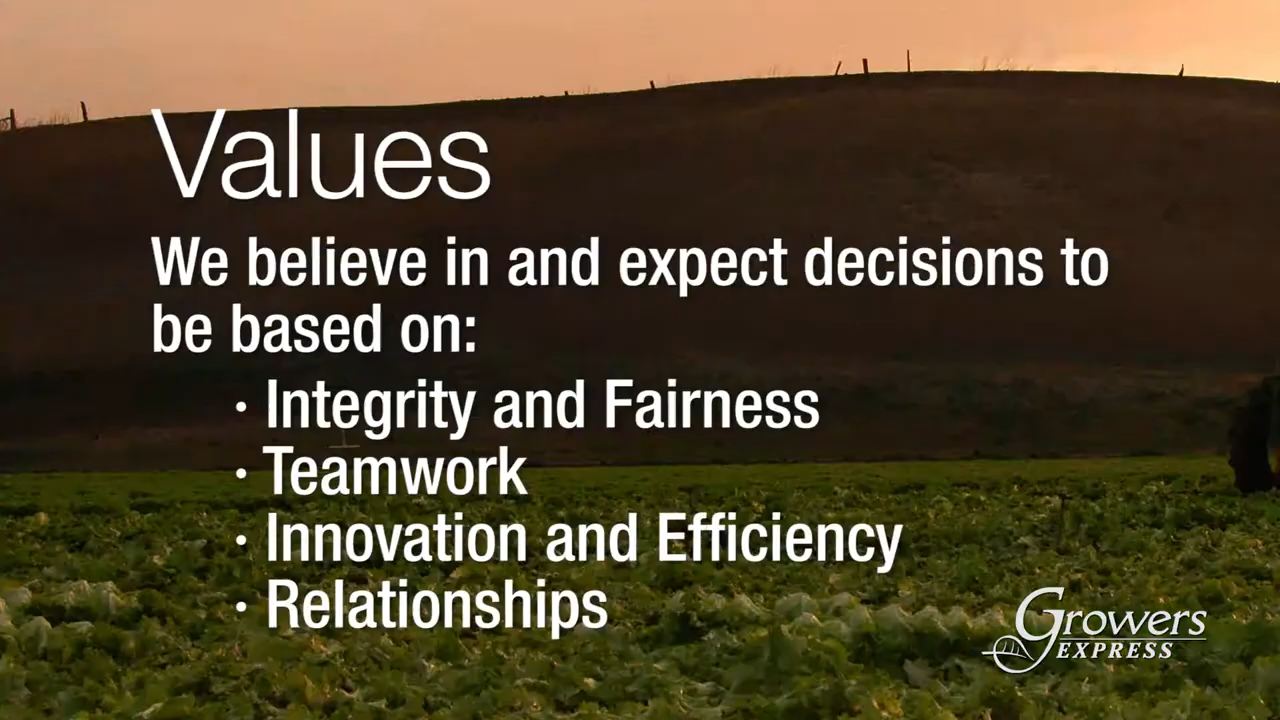 Values
We believe in and expect decisions to
be based on:
· Integrity and Fairness
· Teamwork
· Innovation and Efficiency
· Relationships
Growers
EXPRESS